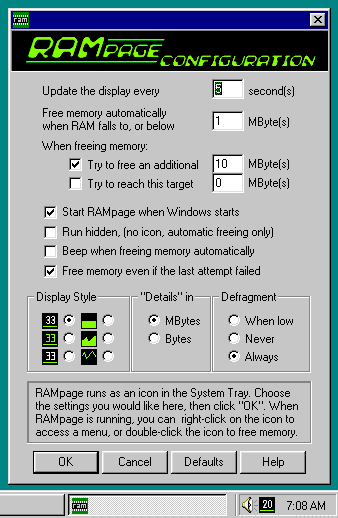 ram
RAMPAGE CONFIGURATION
Update the display every 5 second(s)
Free memory automatically
when RAM falls to, or below 1 MByte(s)
When freeing memory:
Try to free an additional 10 MByte(s)
Try to reach this target 0 MByte(s)
Start RAMpage when Windows starts
Run hidden, (no icon, automatic freeing only)
Beep when freeing memory automatically
Free memory even if the last attempt failed
Display Style "Details" in Defragment
33 MBytes When low
33 Bytes Never
33 Always
RAMpage runs as an icon in the System Tray. Choose
the settings you would like here, then click "OK". When
RAMpage is running, you can right-click on the icon to
access a menu, or double-click the icon to free memory.
OK Cancel Defaults Help
ram 20 7:08 AM